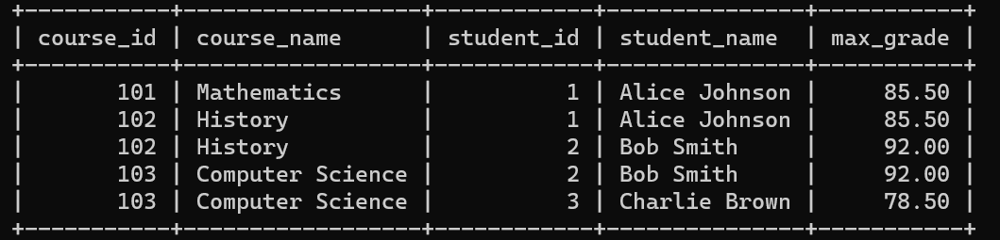 +-----------+------------------+------------+---------------+-----------+
| course_id | course_name      | student_id | student_name  | max_grade |
+-----------+------------------+------------+---------------+-----------+
|       101 | Mathematics      |          1 | Alice Johnson |     85.50 |
|       102 | History          |          1 | Alice Johnson |     85.50 |
|       102 | History          |          2 | Bob Smith     |     92.00 |
|       103 | Computer Science |          2 | Bob Smith     |     92.00 |
|       103 | Computer Science |          3 | Charlie Brown |     78.50 |
+-----------+------------------+------------+---------------+-----------+